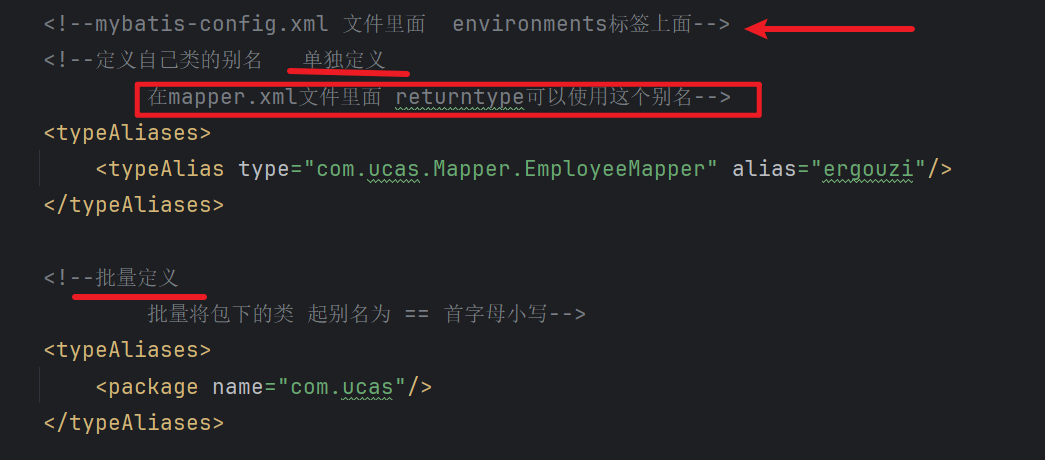 <!--mybatis-config.xml 文件里面  environments标签上面-->
<!--定义自己类的别名   单独定义
        在mapper.xml文件里面 returntype可以使用这个别名-->
<typeAliases>
    <typeAlias type="com.ucas.Mapper.EmployeeMapper" alias="ergouzi"/>
</typeAliases>
<!--批量定义
        批量将包下的类 起别名为 == 首字母小写-->
<typeAliases>
    <package name="com.ucas"/>
</typeAliases>